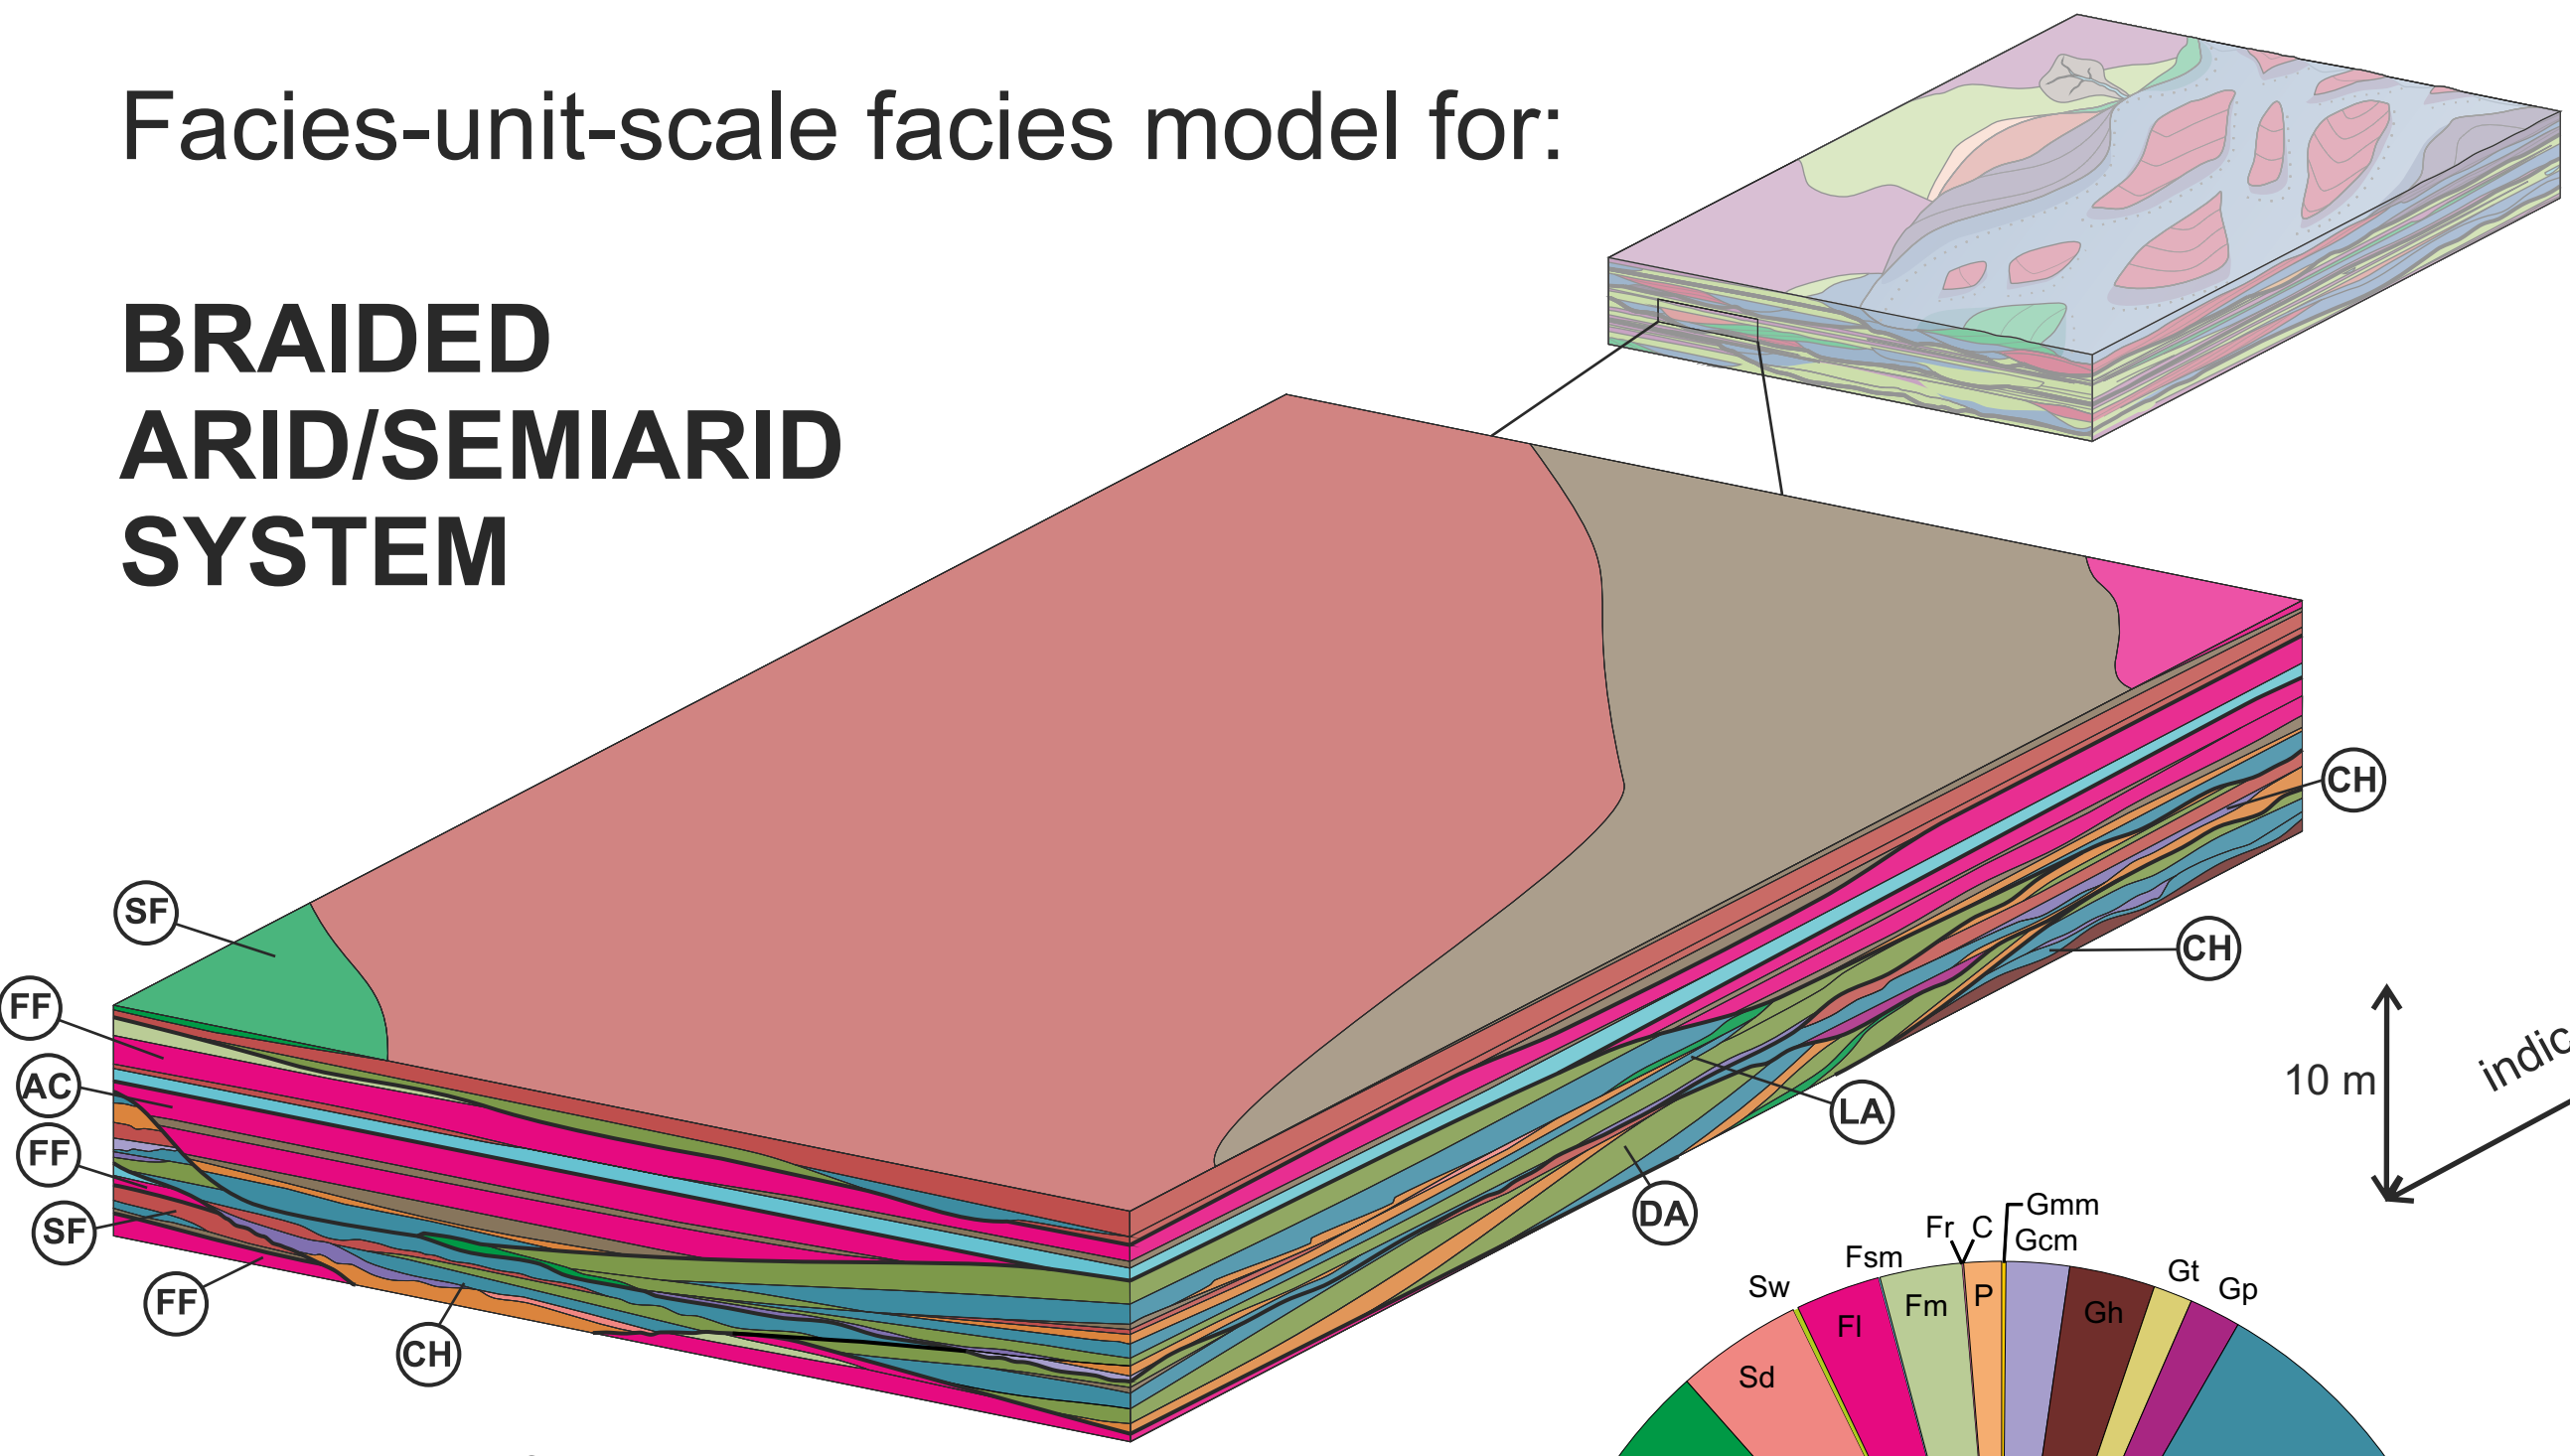 Facies-unit-scale facies model for:
BRAIDED
ARID/SEMIARID
SYSTEM
CH
SF
CH
FF
AC
LA
10 m
FF
SF
DA
FF
CH
Gmm
Fr C
Gcm
Fsm
Gt
Sw
Gp
P
Fm
Gh
Fl
Sd